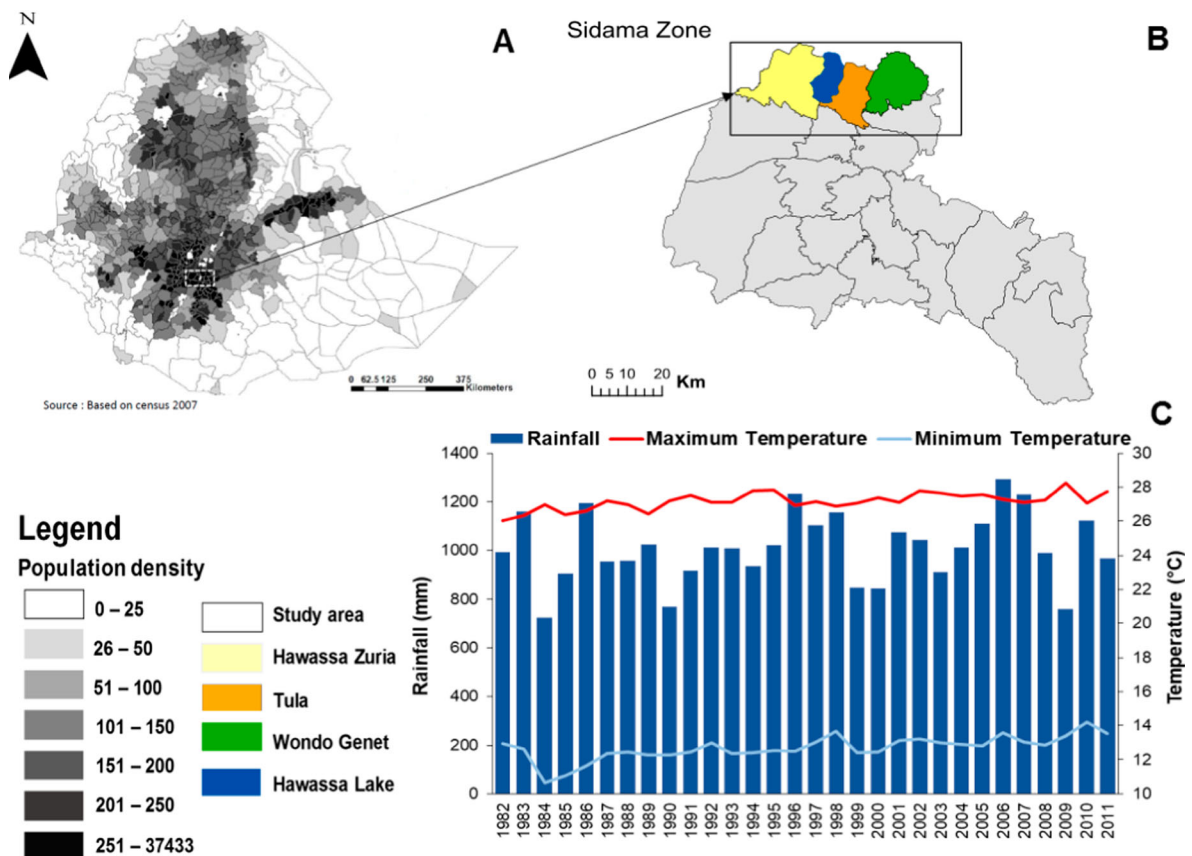 N
A
Sidama Zone
B
0 62.5 125 250 375
Kilometers
Source : Based on census 2007
0 5 10 20 Km
C
Rainfall Maximum Temperature Minimum Temperature
Rainfall (mm)
1400
1200
1000
800
600
400
200
0
Temperature (°C)
30
28
26
24
22
20
18
16
14
12
10
1982 1983 1984 1985 1986 1987 1988 1989 1990 1991 1992 1993 1994 1995 1996 1997 1998 1999 2000 2001 2002 2003 2004 2005 2006 2007 2008 2009 2010 2011
Legend
Population density
0 – 25
26 – 50
51 – 100
101 – 150
151 – 200
201 – 250
251 – 37433
Study area
Hawassa Zuria
Tula
Wondo Genet
Hawassa Lake